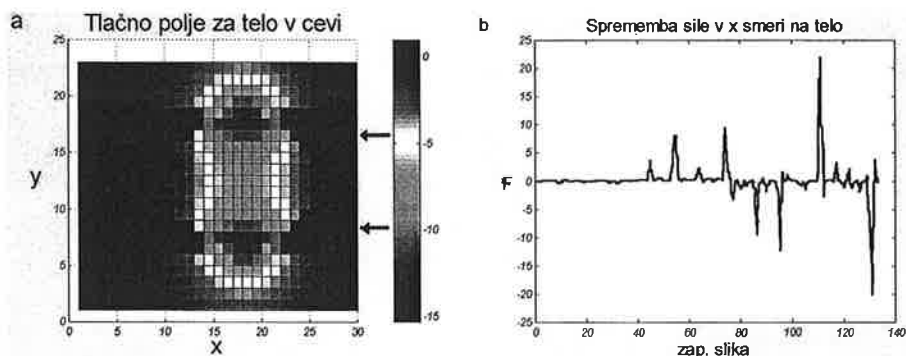 a
Tlačno polje za telo v cevi
25
20
15
y
10
5
0
0 5 10 15 20 25 30
x
0
-5
-10
-15
b
Sprememba sile v x smeri na telo
25
20
15
10
5
F
0
-5
-10
-15
-20
-25
0 20 40 60 80 100 120 140
zap, slika